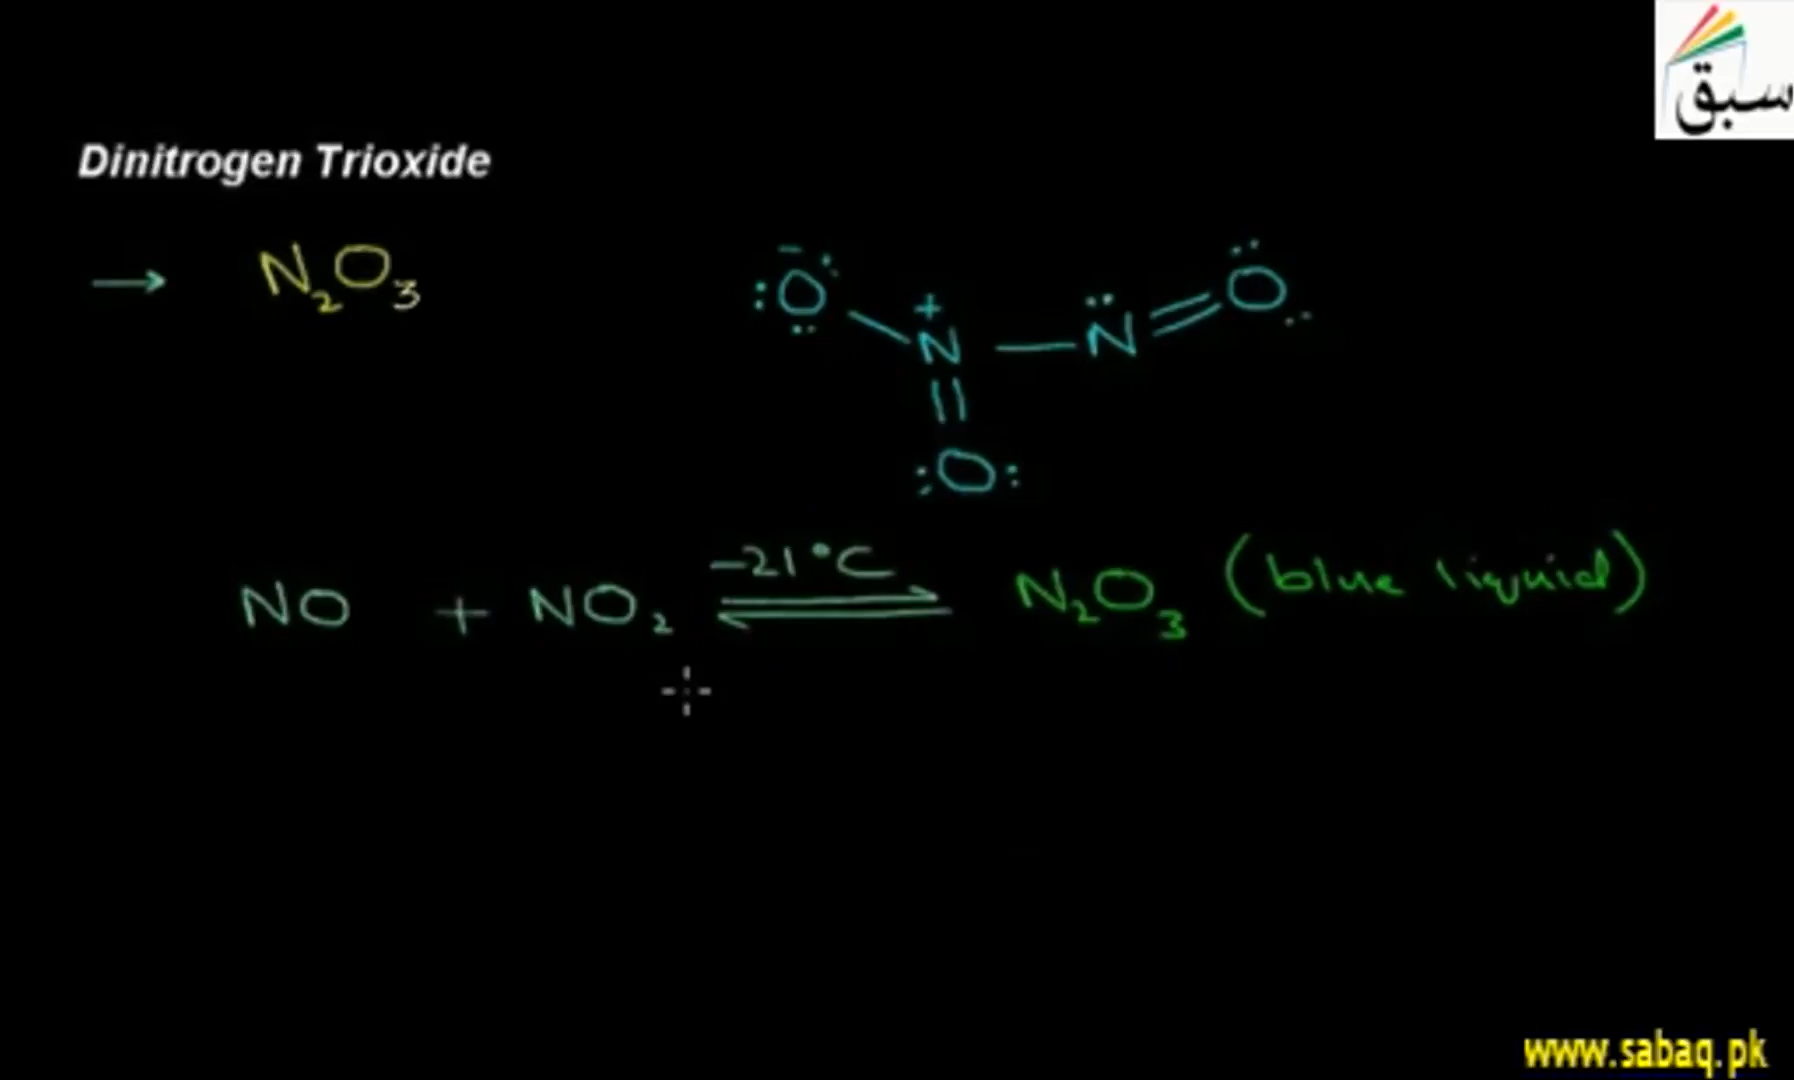 سبق
Dinitrogen Trioxide
→ N₂O₃
:Ö:⁻ — N⁺ — N̈ = Ö:
||
:O:
NO + NO₂ ⇌ −21°C N₂O₃ (blue liquid)
www.sabaq.pk